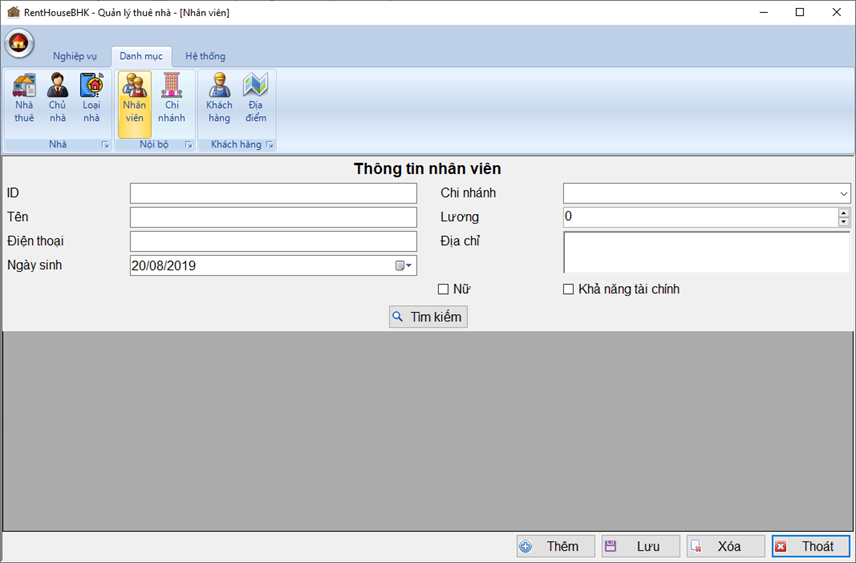 RentHouseBHK - Quản lý thuê nhà - [Nhân viên]
Nghiệp vụ Danh mục Hệ thống
Nhà thuê
Chủ nhà
Loại nhà
Nhân viên
Chi nhánh
Khách hàng
Địa điểm
Nhà Nội bộ Khách hàng
Thông tin nhân viên
ID
Chi nhánh
Tên
Lương 0
Điện thoại
Địa chỉ
Ngày sinh 20/08/2019
Nữ
Khả năng tài chính
Tìm kiếm
Thêm Lưu Xóa Thoát